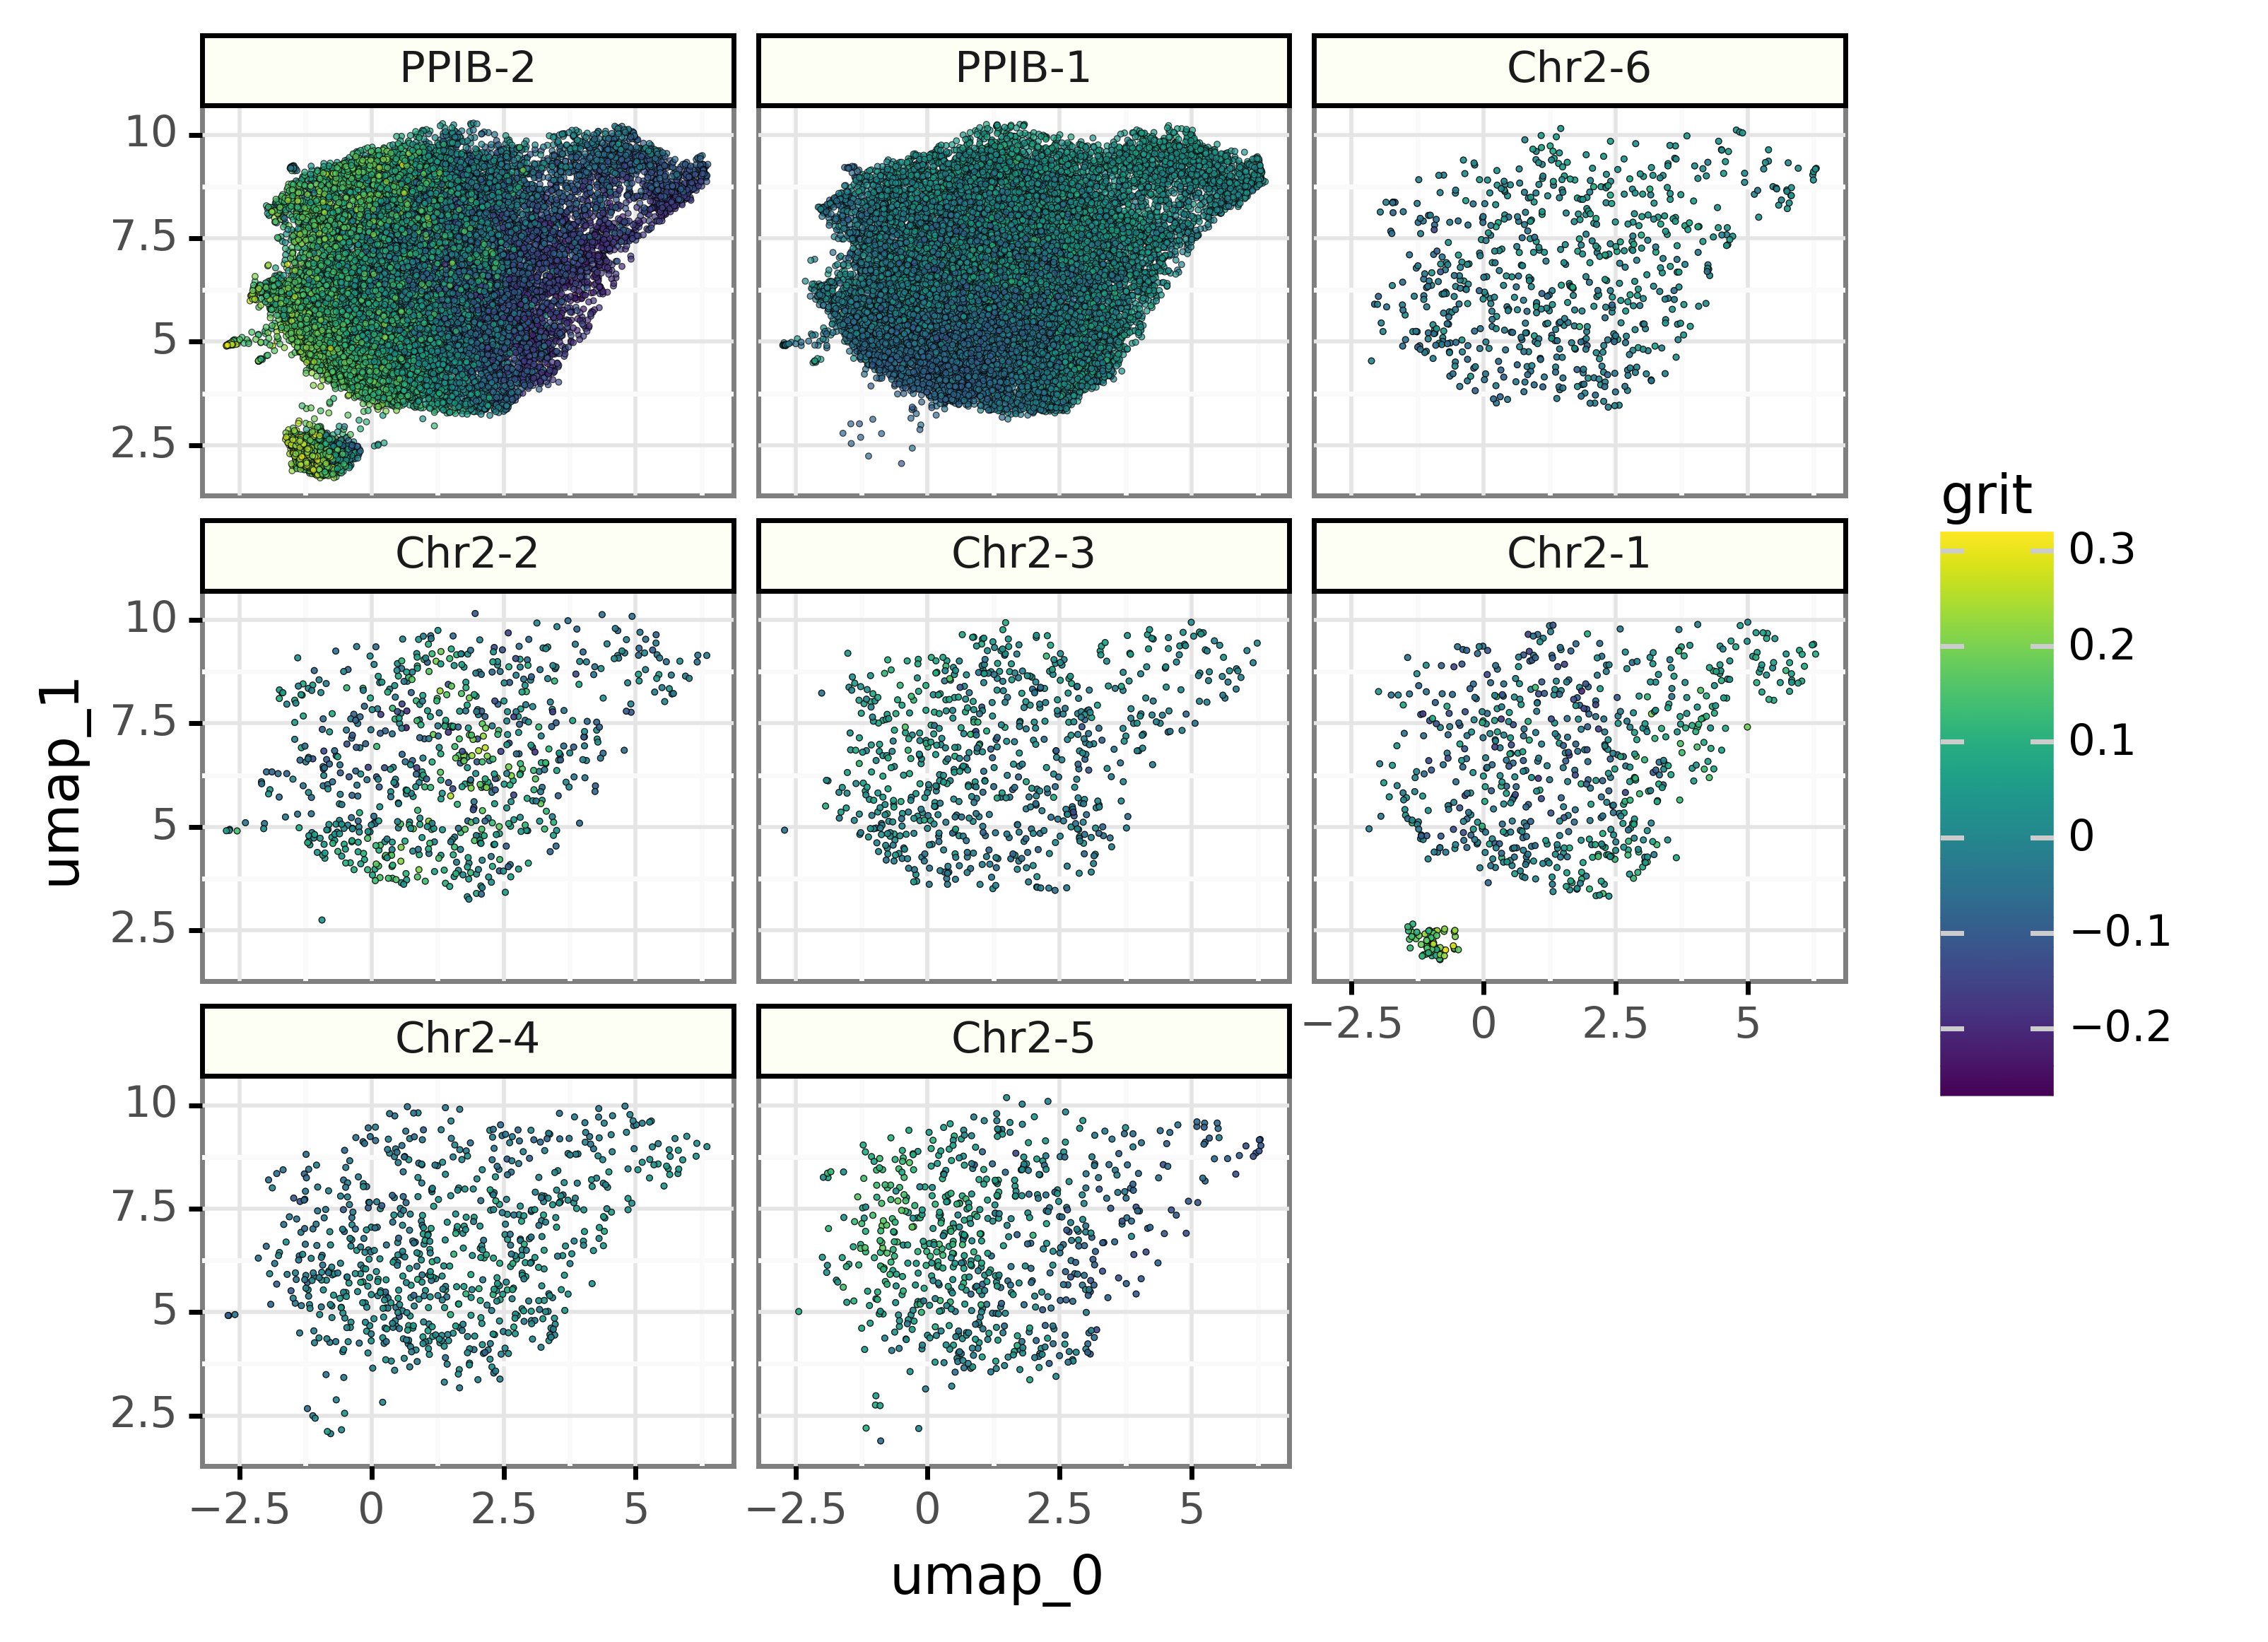 PPIB-2 PPIB-1 Chr2-6
10
7.5
5
2.5
grit
0.3
0.2
0.1
0
−0.1
−0.2
Chr2-2 Chr2-3 Chr2-1
10
7.5
5
2.5
−2.5 0 2.5 5
Chr2-4 Chr2-5
10
7.5
5
2.5
−2.5 0 2.5 5 −2.5 0 2.5 5
umap_1
umap_0